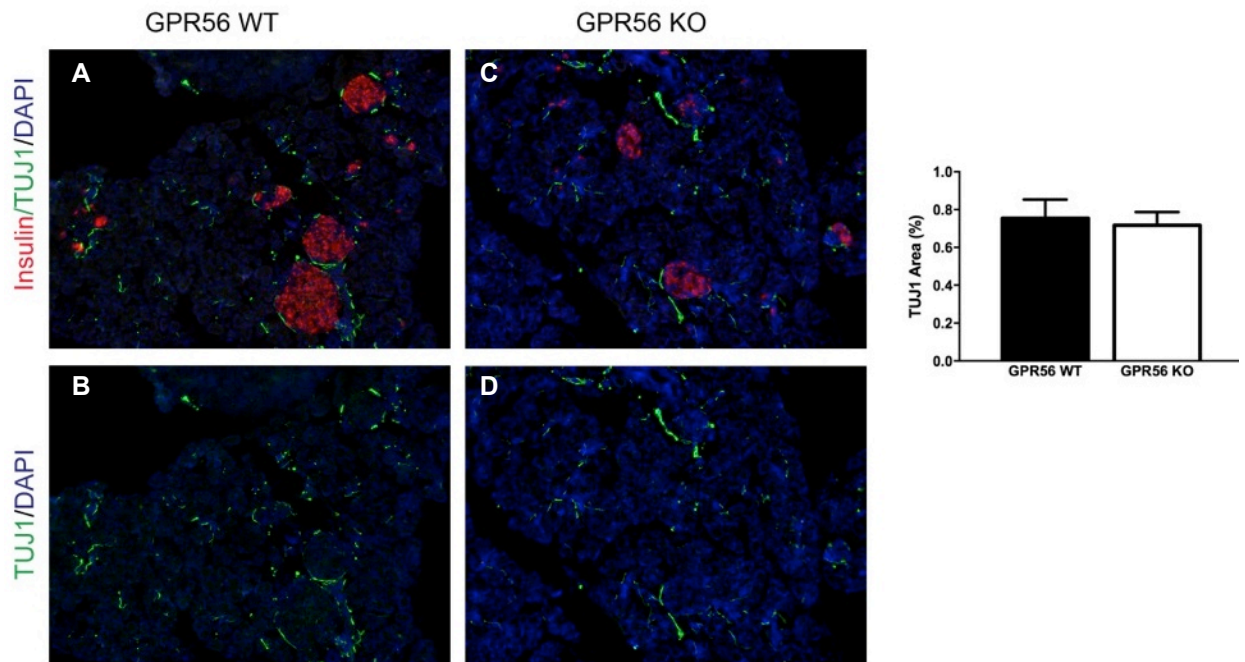 GPR56 WT
GPR56 KO
Insulin/TUJ1/DAPI
A
C
TUJ1/DAPI
B
D
TUJ1 Area (%)
1.0
0.8
0.6
0.4
0.2
0.0
GPR56 WT
GPR56 KO